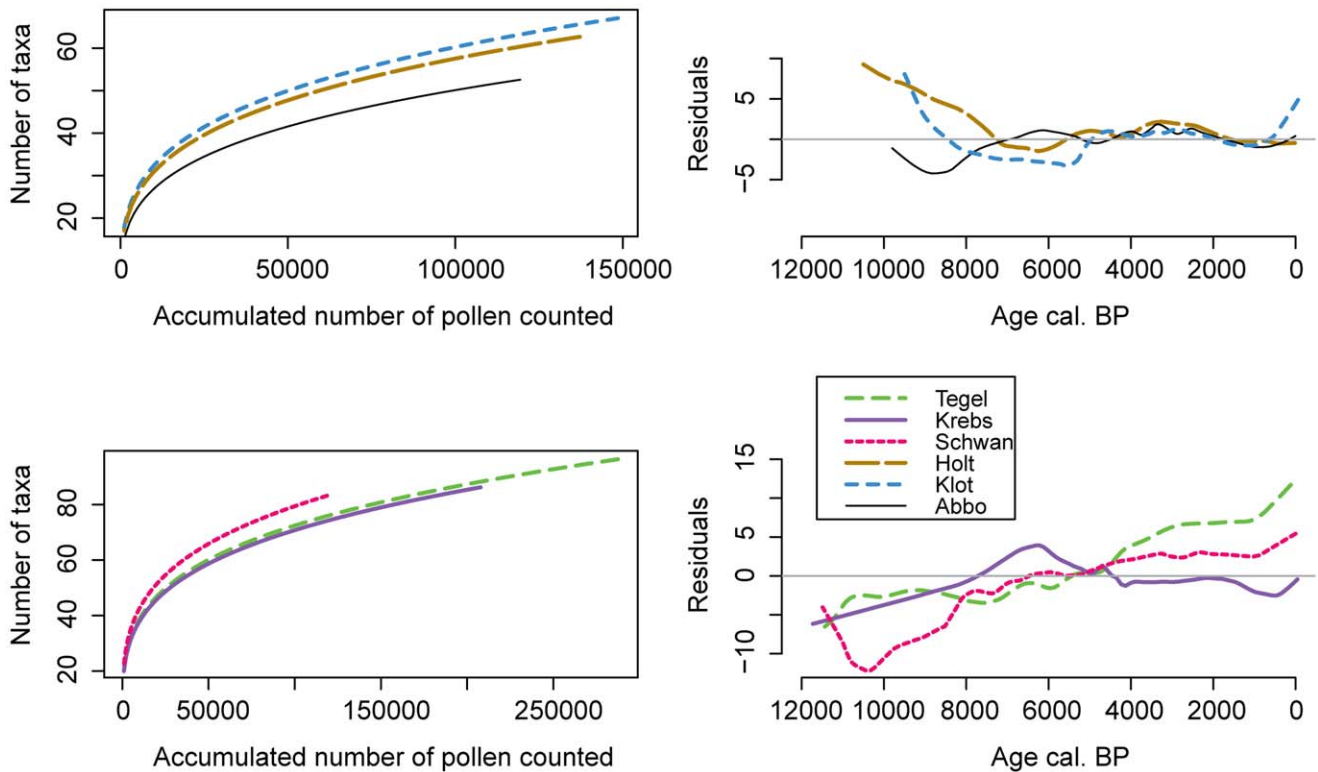 Number of taxa
20 40 60
0 50000 100000 150000
Accumulated number of pollen counted
Residuals
−5 5
12000 10000 8000 6000 4000 2000 0
Age cal. BP
Number of taxa
20 40 60 80
0 50000 150000 250000
Accumulated number of pollen counted
Tegel
Krebs
Schwan
Holt
Klot
Abbo
Residuals
−10 0 5 15
12000 10000 8000 6000 4000 2000 0
Age cal. BP